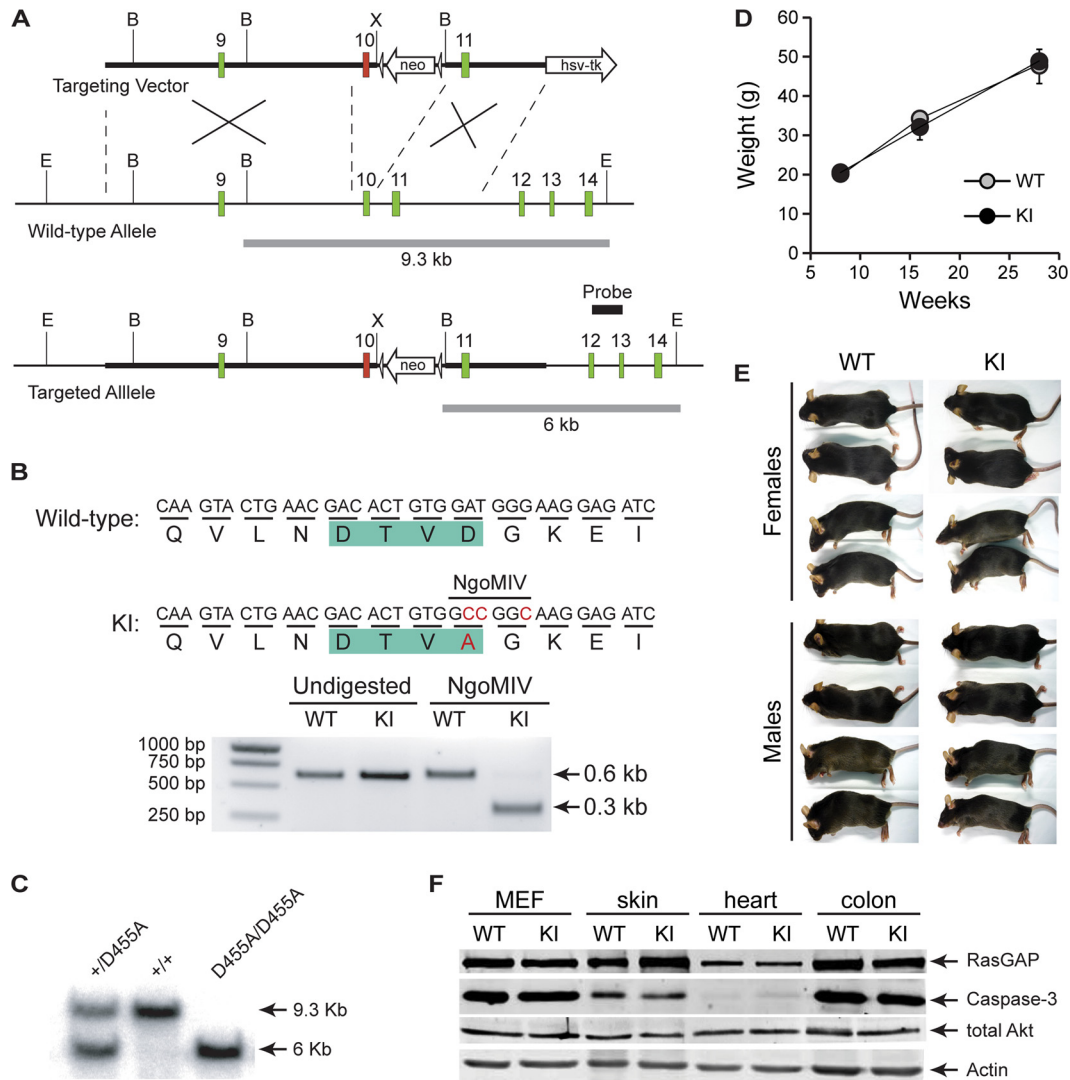 A
B B X B
9 10 11
neo hsv-tk
Targeting Vector
E B B E
9 10 11 12 13 14
Wild-type Allele
9.3 kb
Probe
E B B X B E
9 10 11 12 13 14
neo
Targeted Alllele
6 kb
B
CAA GTA CTG AAC GAC ACT GTG GAT GGG AAG GAG ATC
Wild-type:
Q V L N D T V D G K E I
NgoMIV
CAA GTA CTG AAC GAC ACT GTG GCC GGC AAG GAG ATC
KI:
Q V L N D T V A G K E I
Undigested NgoMIV
WT KI WT KI
1000 bp
750 bp
500 bp
250 bp
0.6 kb
0.3 kb
C
+/D455A
+/+
D455A/D455A
9.3 Kb
6 Kb
D
Weight (g)
60
50
40
30
20
10
0
WT
KI
5 10 15 20 25 30
Weeks
E
WT KI
Females
Males
F
MEF skin heart colon
WT KI WT KI WT KI WT KI
RasGAP
Caspase-3
total Akt
Actin